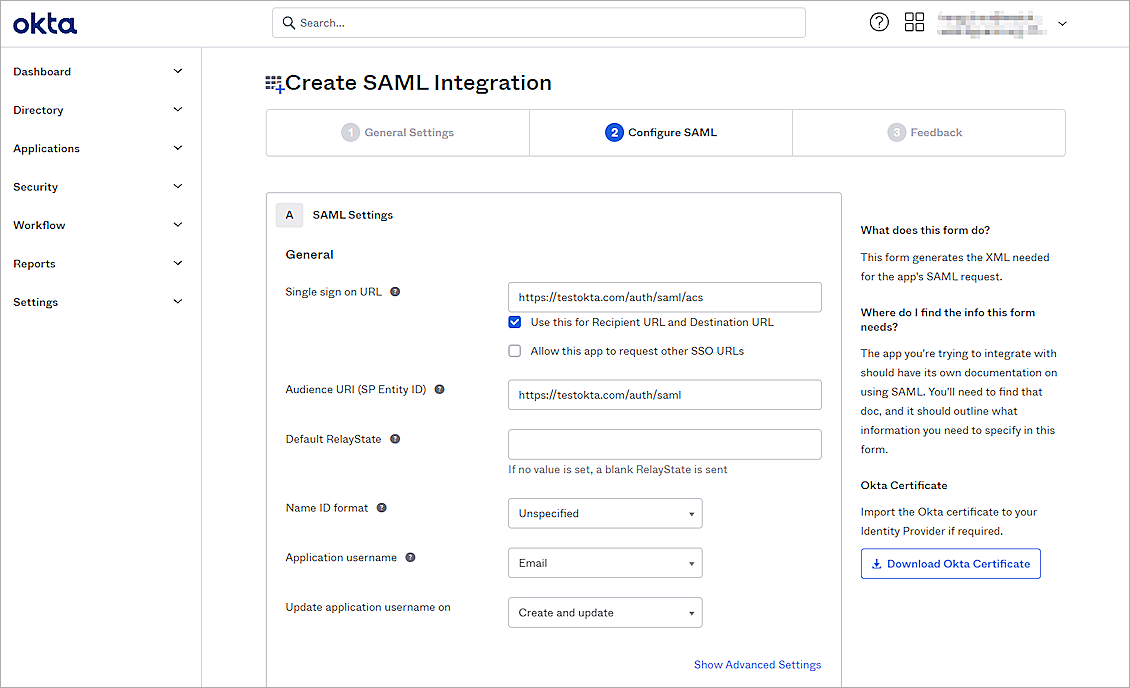 okta
Search...
Dashboard
Directory
Applications
Security
Workflow
Reports
Settings
Create SAML Integration
1 General Settings
2 Configure SAML
3 Feedback
A SAML Settings
General
Single sign on URL
https://testokta.com/auth/saml/acs
Use this for Recipient URL and Destination URL
Allow this app to request other SSO URLs
Audience URI (SP Entity ID)
https://testokta.com/auth/saml
Default RelayState
If no value is set, a blank RelayState is sent
Name ID format
Unspecified
Application username
Email
Update application username on
Create and update
Show Advanced Settings
What does this form do?
This form generates the XML needed
for the app's SAML request.
Where do I find the info this form
needs?
The app you're trying to integrate with
should have its own documentation on
using SAML. You'll need to find that
doc, and it should outline what
information you need to specify in this
form.
Okta Certificate
Import the Okta certificate to your
Identity Provider if required.
Download Okta Certificate